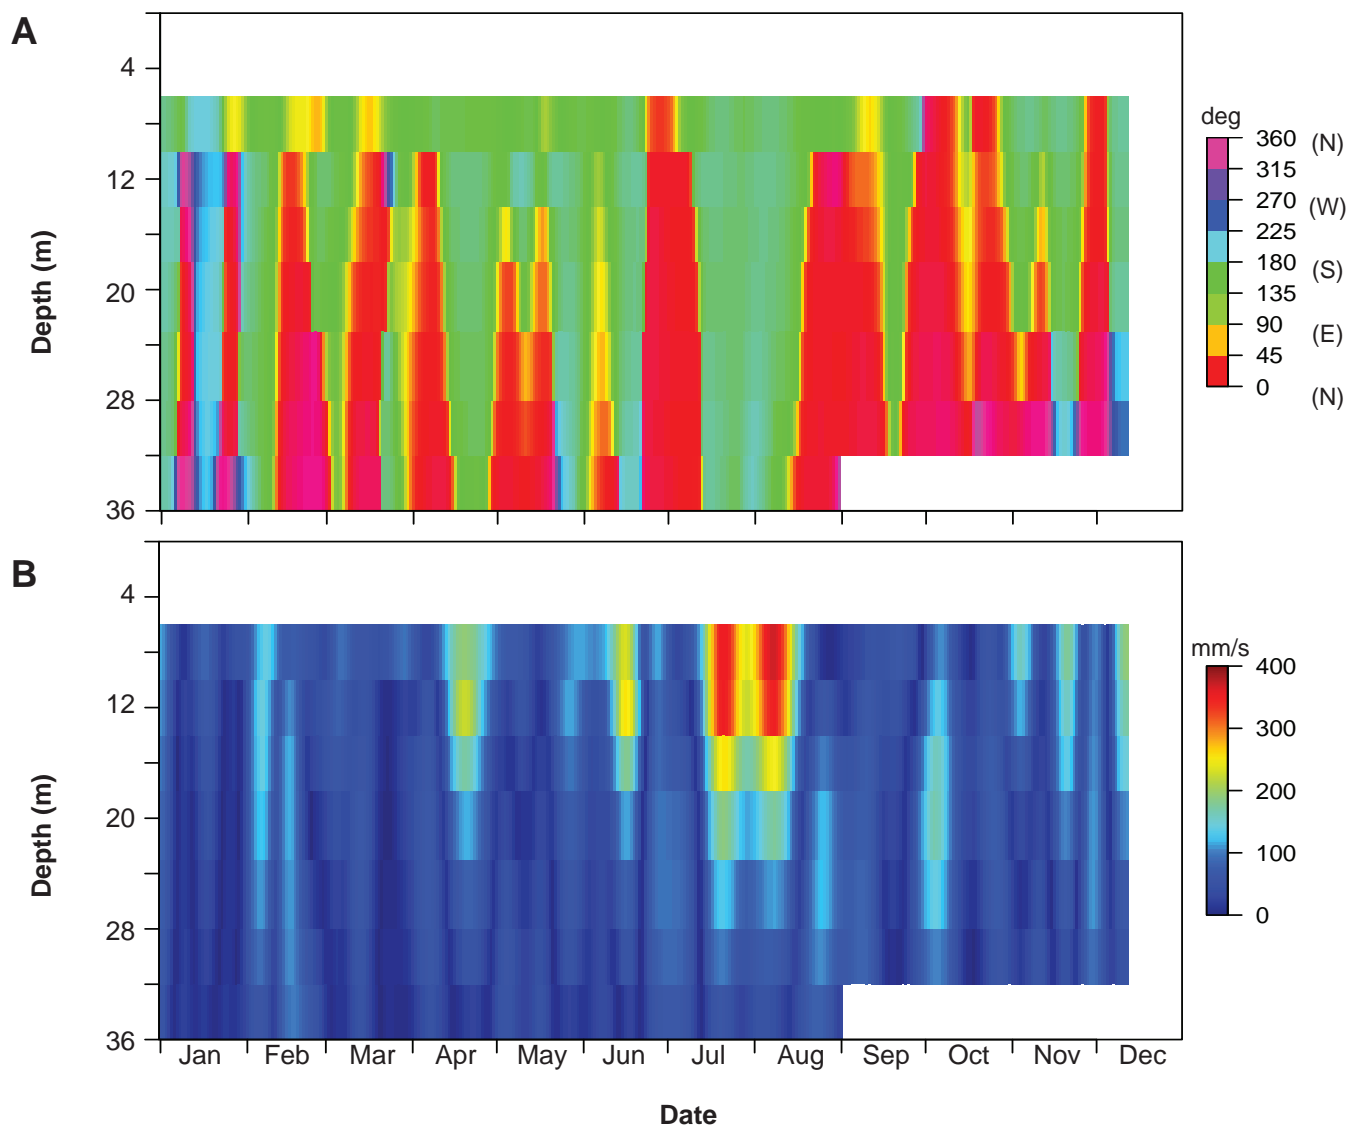 A
4
12
20
28
36
Depth (m)
deg
360 (N)
315
270 (W)
225
180 (S)
135
90 (E)
45
0 (N)
B
4
12
20
28
36
Depth (m)
mm/s
400
300
200
100
0
Jan Feb Mar Apr May Jun Jul Aug Sep Oct Nov Dec
Date